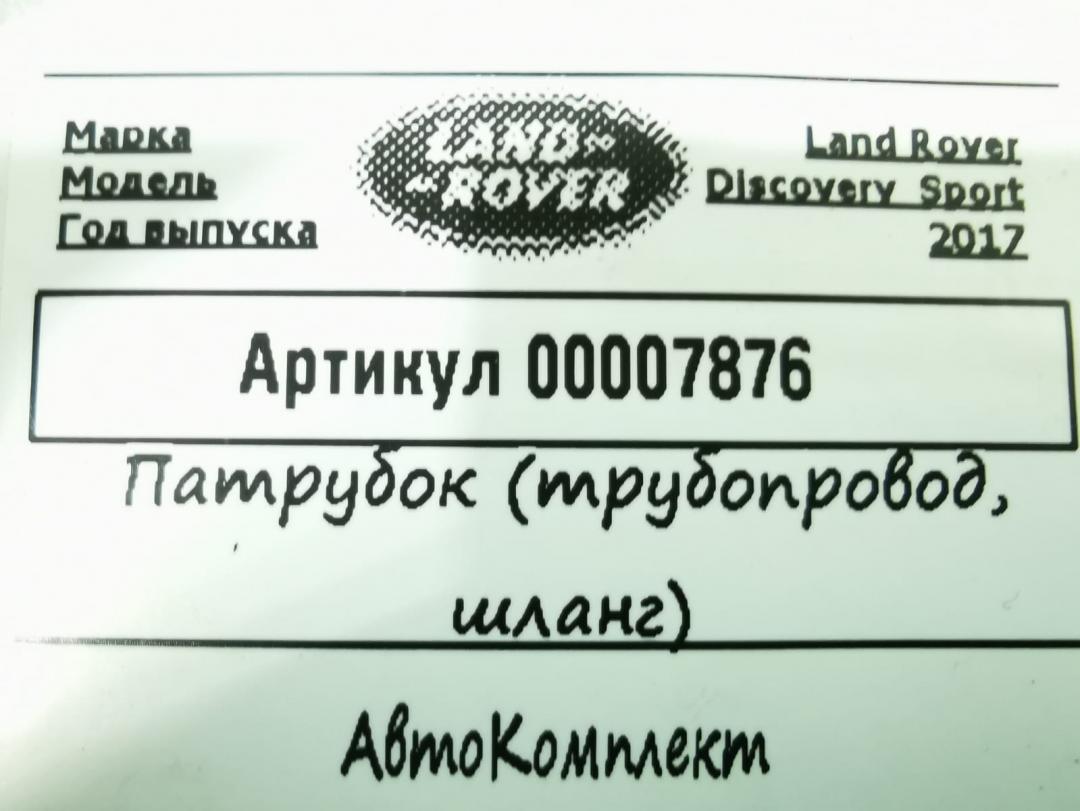 Марка
Модель
Год выпуска
LAND-
-ROVER
Land Rover
Discovery Sport
2017
Артикул 00007876
Патрубок (трубопровод,
шланг)
АвтоКомплект